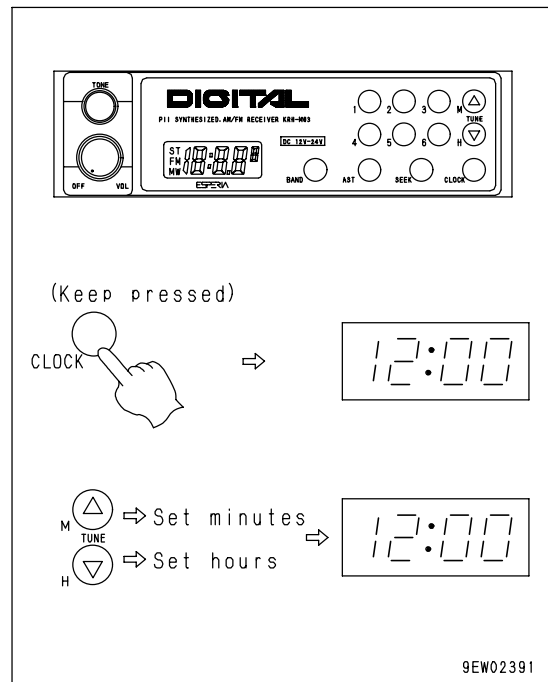 TONE
OFF VOL
DIGITAL
PII SYNTHESIZED.AM/FM RECEIVER KRH-M03
DC 12V-24V
ST
FM
MW
18:8.8
ESPERIA
1 2 3 M
TUNE
4 5 6 H
BAND AST SEEK CLOCK
(Keep pressed)
CLOCK ⇨ 12:00
M ⇨ Set minutes
TUNE ⇨ 12:00
H ⇨ Set hours
9EW02391